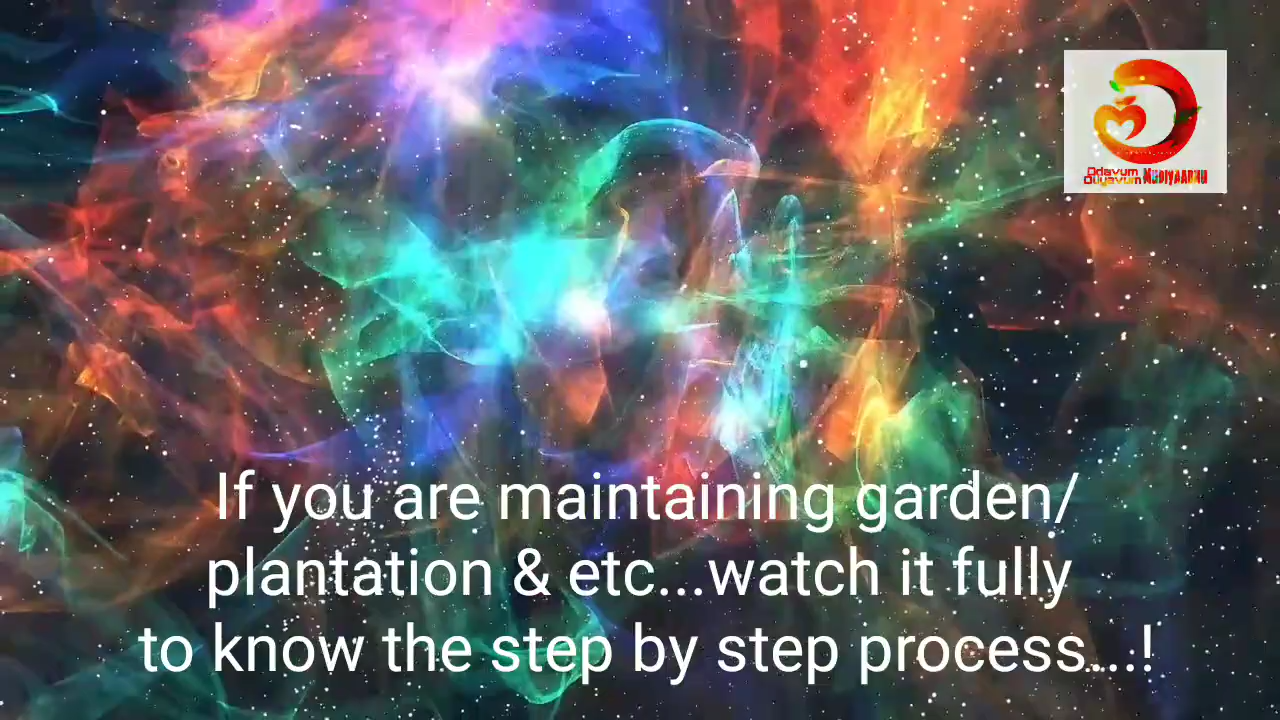 Odavum
Oliyavum Mudiyaadhu
If you are maintaining garden/
plantation & etc...watch it fully
to know the step by step process....!